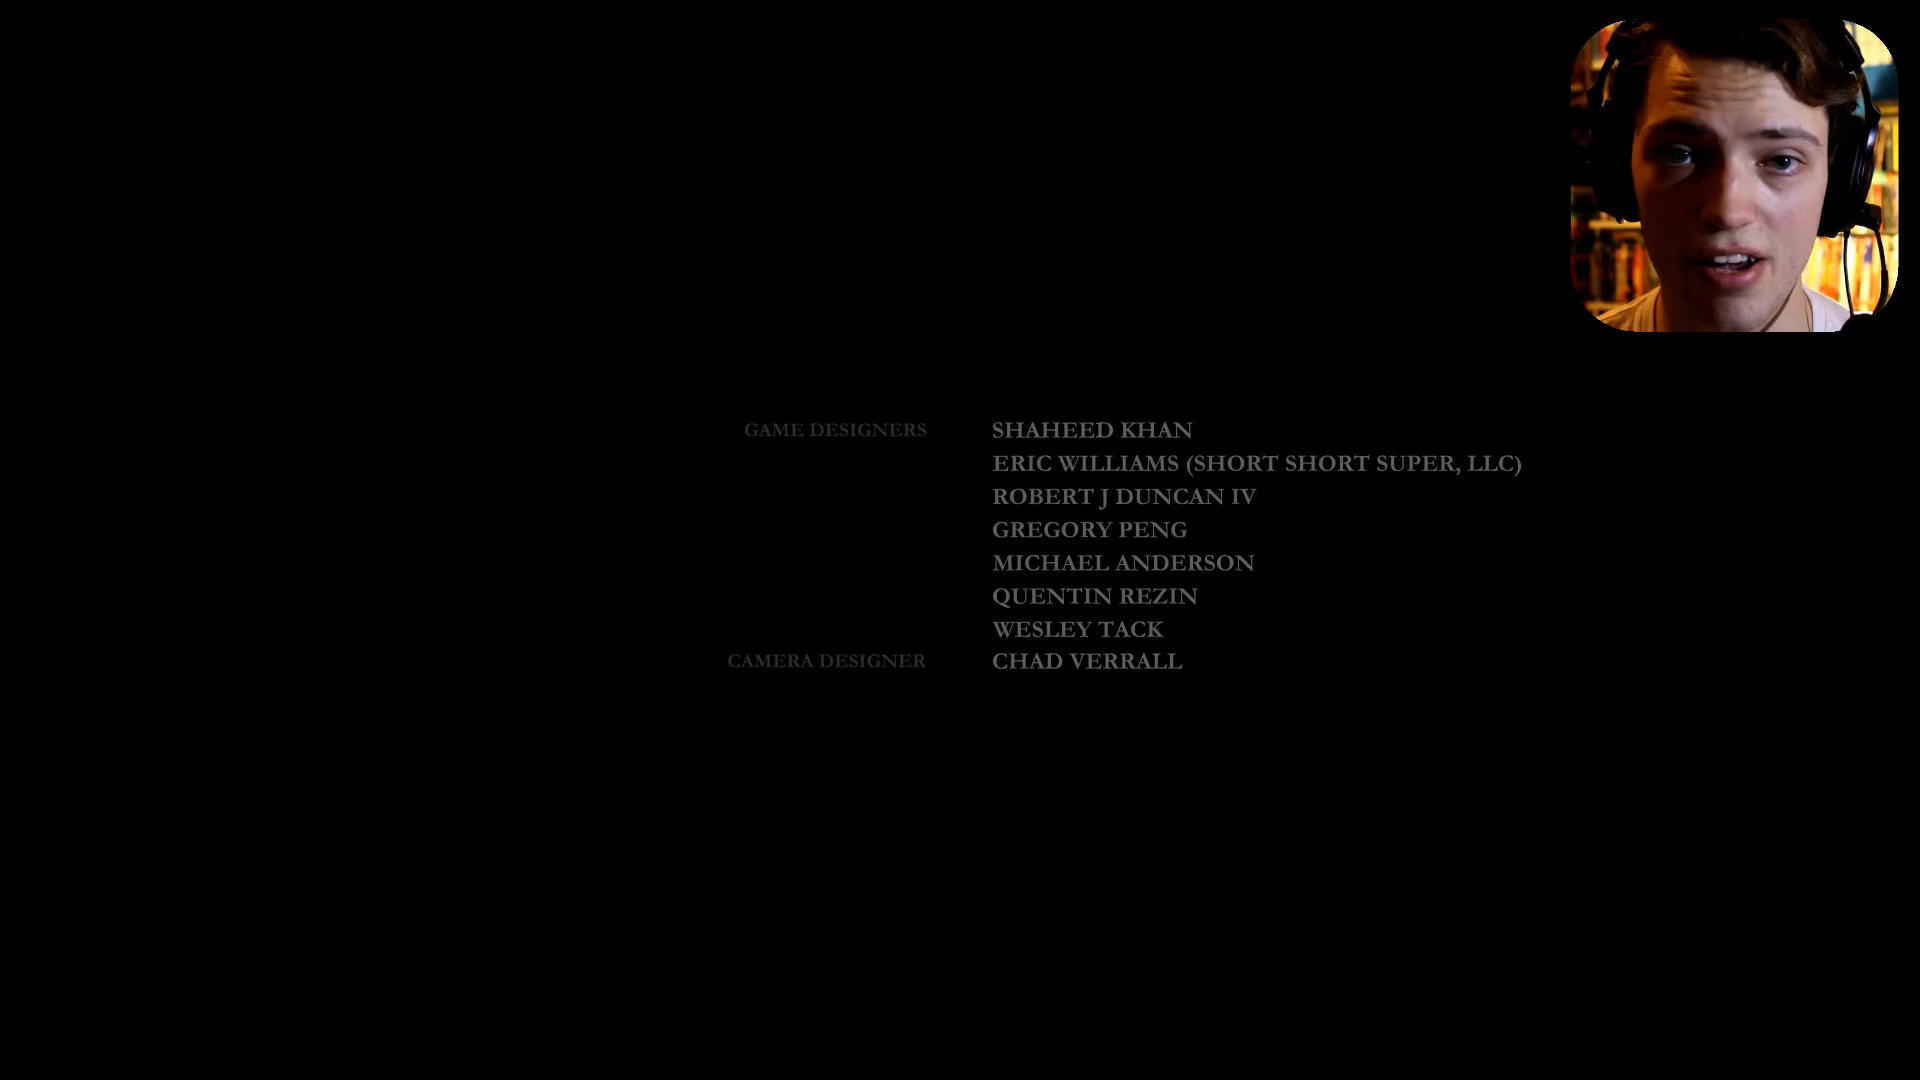 GAME DESIGNERS SHAHEED KHAN
ERIC WILLIAMS (SHORT SHORT SUPER, LLC)
ROBERT J DUNCAN IV
GREGORY PENG
MICHAEL ANDERSON
QUENTIN REZIN
WESLEY TACK
CAMERA DESIGNER CHAD VERRALL